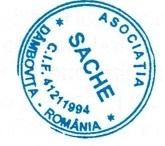 ASOCIAȚIA
SACHE
C.I.F. 41211994
DÂMBOVIȚA - ROMÂNIA *